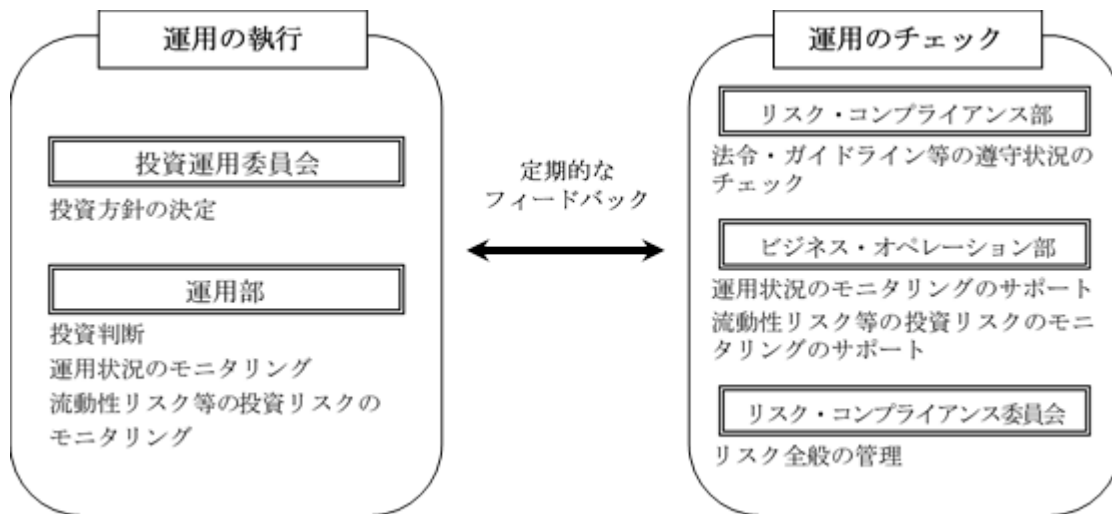 運用の執行
投資運用委員会
投資方針の決定
運用部
投資判断
運用状況のモニタリング
流動性リスク等の投資リスクの
モニタリング
定期的な
フィードバック
運用のチェック
リスク・コンプライアンス部
法令・ガイドライン等の遵守状況の
チェック
ビジネス・オペレーション部
運用状況のモニタリングのサポート
流動性リスク等の投資リスクのモニ
タリングのサポート
リスク・コンプライアンス委員会
リスク全般の管理